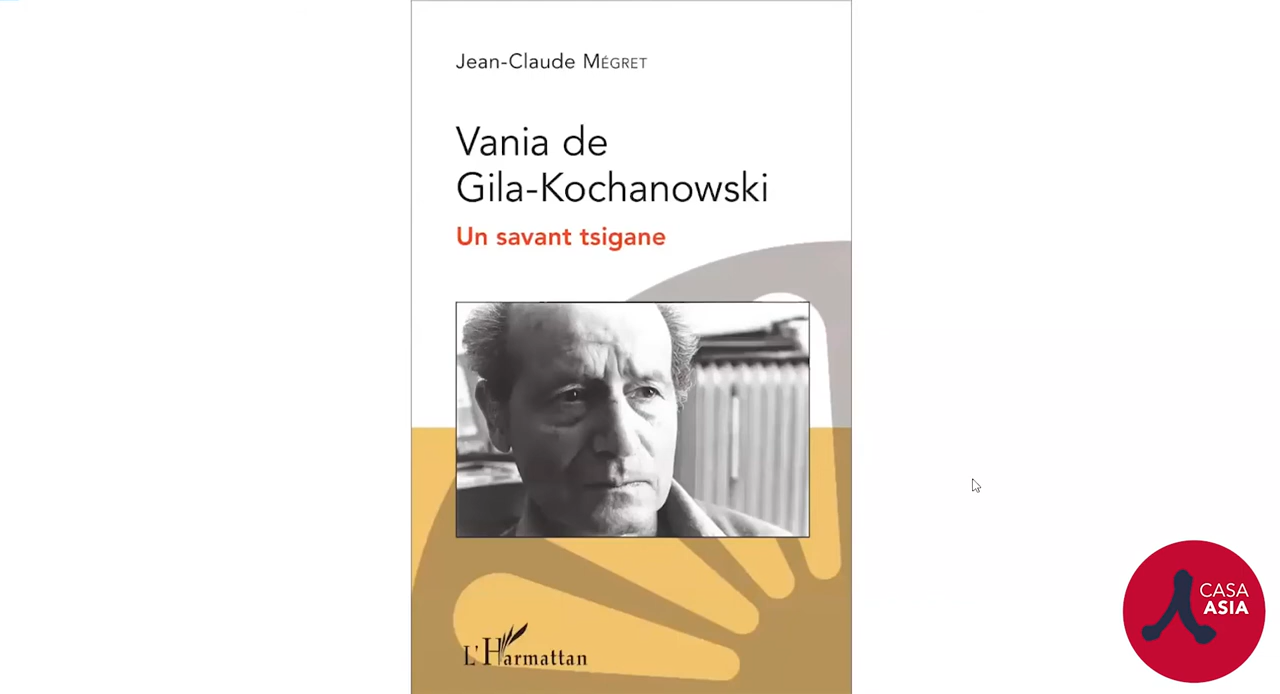 Jean-Claude MÉGRET
Vania de
Gila-Kochanowski
Un savant tsigane
L'Harmattan
CASA
ASIA